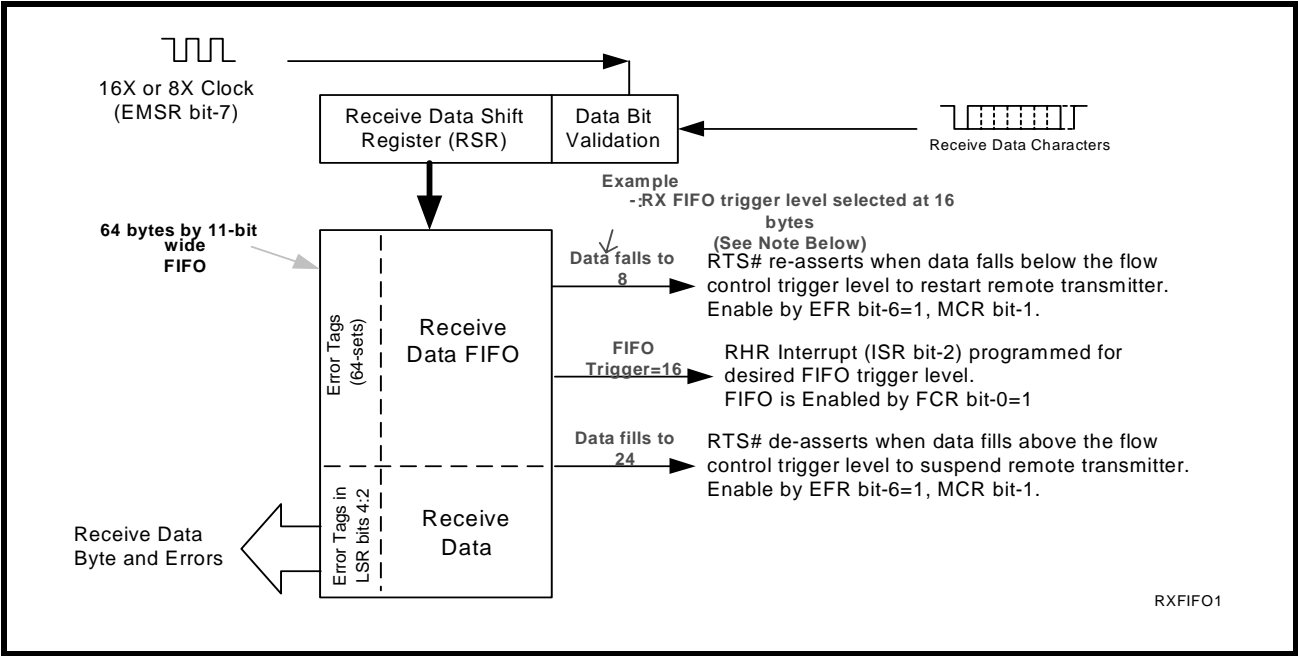 16X or 8X Clock
(EMSR bit-7)
Receive Data Shift
Register (RSR)
Data Bit
Validation
Receive Data Characters
Example
-:RX FIFO trigger level selected at 16
bytes
(See Note Below)
64 bytes by 11-bit
wide
FIFO
Data falls to
8
RTS# re-asserts when data falls below the flow
control trigger level to restart remote transmitter.
Enable by EFR bit-6=1, MCR bit-1.
Error Tags
(64-sets)
Receive
Data FIFO
FIFO
Trigger=16
RHR Interrupt (ISR bit-2) programmed for
desired FIFO trigger level.
FIFO is Enabled by FCR bit-0=1
Data fills to
24
RTS# de-asserts when data fills above the flow
control trigger level to suspend remote transmitter.
Enable by EFR bit-6=1, MCR bit-1.
Error Tags in
LSR bits 4:2
Receive
Data
Receive Data
Byte and Errors
RXFIFO1